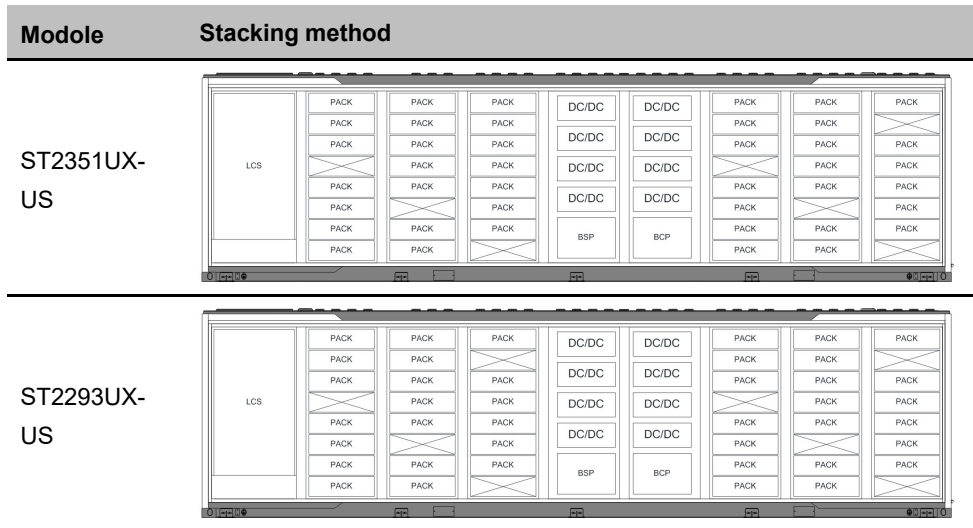 Modole Stacking method
PACK PACK PACK DC/DC DC/DC PACK PACK PACK
PACK PACK PACK PACK PACK
DC/DC DC/DC
PACK PACK PACK PACK PACK PACK
ST2351UX- LCS PACK PACK DC/DC DC/DC PACK PACK
PACK PACK PACK PACK PACK PACK
US PACK PACK DC/DC DC/DC PACK PACK
PACK PACK PACK PACK PACK PACK
BSP BCP
PACK PACK PACK PACK
PACK PACK PACK DC/DC DC/DC PACK PACK PACK
PACK PACK PACK PACK
DC/DC DC/DC
PACK PACK PACK PACK PACK PACK
ST2293UX- LCS PACK PACK DC/DC DC/DC PACK PACK
PACK PACK PACK PACK PACK PACK
US PACK PACK DC/DC DC/DC PACK PACK
PACK PACK PACK PACK PACK PACK
BSP BCP
PACK PACK PACK PACK